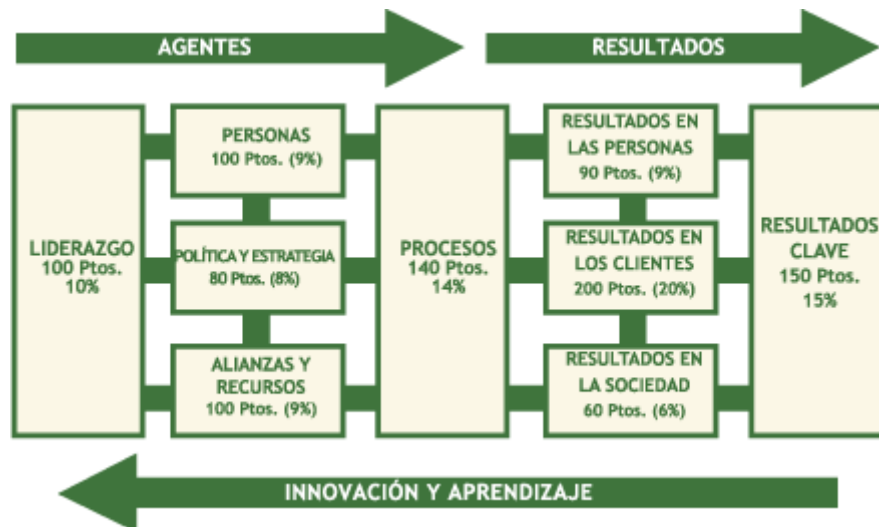 AGENTES
RESULTADOS
LIDERAZGO
100 Ptos.
10%
PERSONAS
100 Ptos. (9%)
POLÍTICA Y ESTRATEGIA
80 Ptos. (8%)
ALIANZAS Y
RECURSOS
100 Ptos. (9%)
PROCESOS
140 Ptos.
14%
RESULTADOS EN
LAS PERSONAS
90 Ptos. (9%)
RESULTADOS EN
LOS CLIENTES
200 Ptos. (20%)
RESULTADOS EN
LA SOCIEDAD
60 Ptos. (6%)
RESULTADOS
CLAVE
150 Ptos.
15%
INNOVACIÓN Y APRENDIZAJE